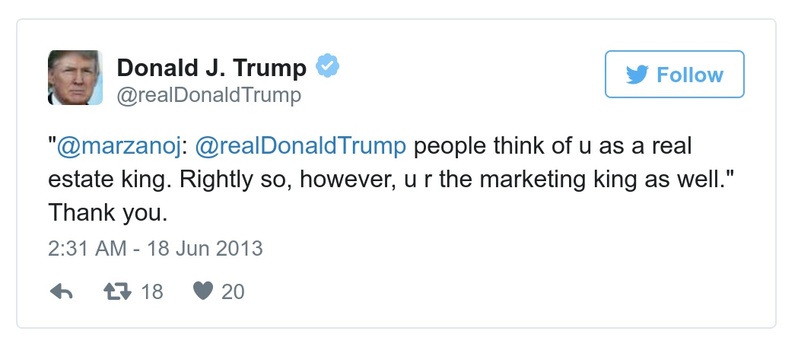 Donald J. Trump
@realDonaldTrump
Follow
"@marzanoj: @realDonaldTrump people think of u as a real
estate king. Rightly so, however, u r the marketing king as well."
Thank you.
2:31 AM - 18 Jun 2013
18 20